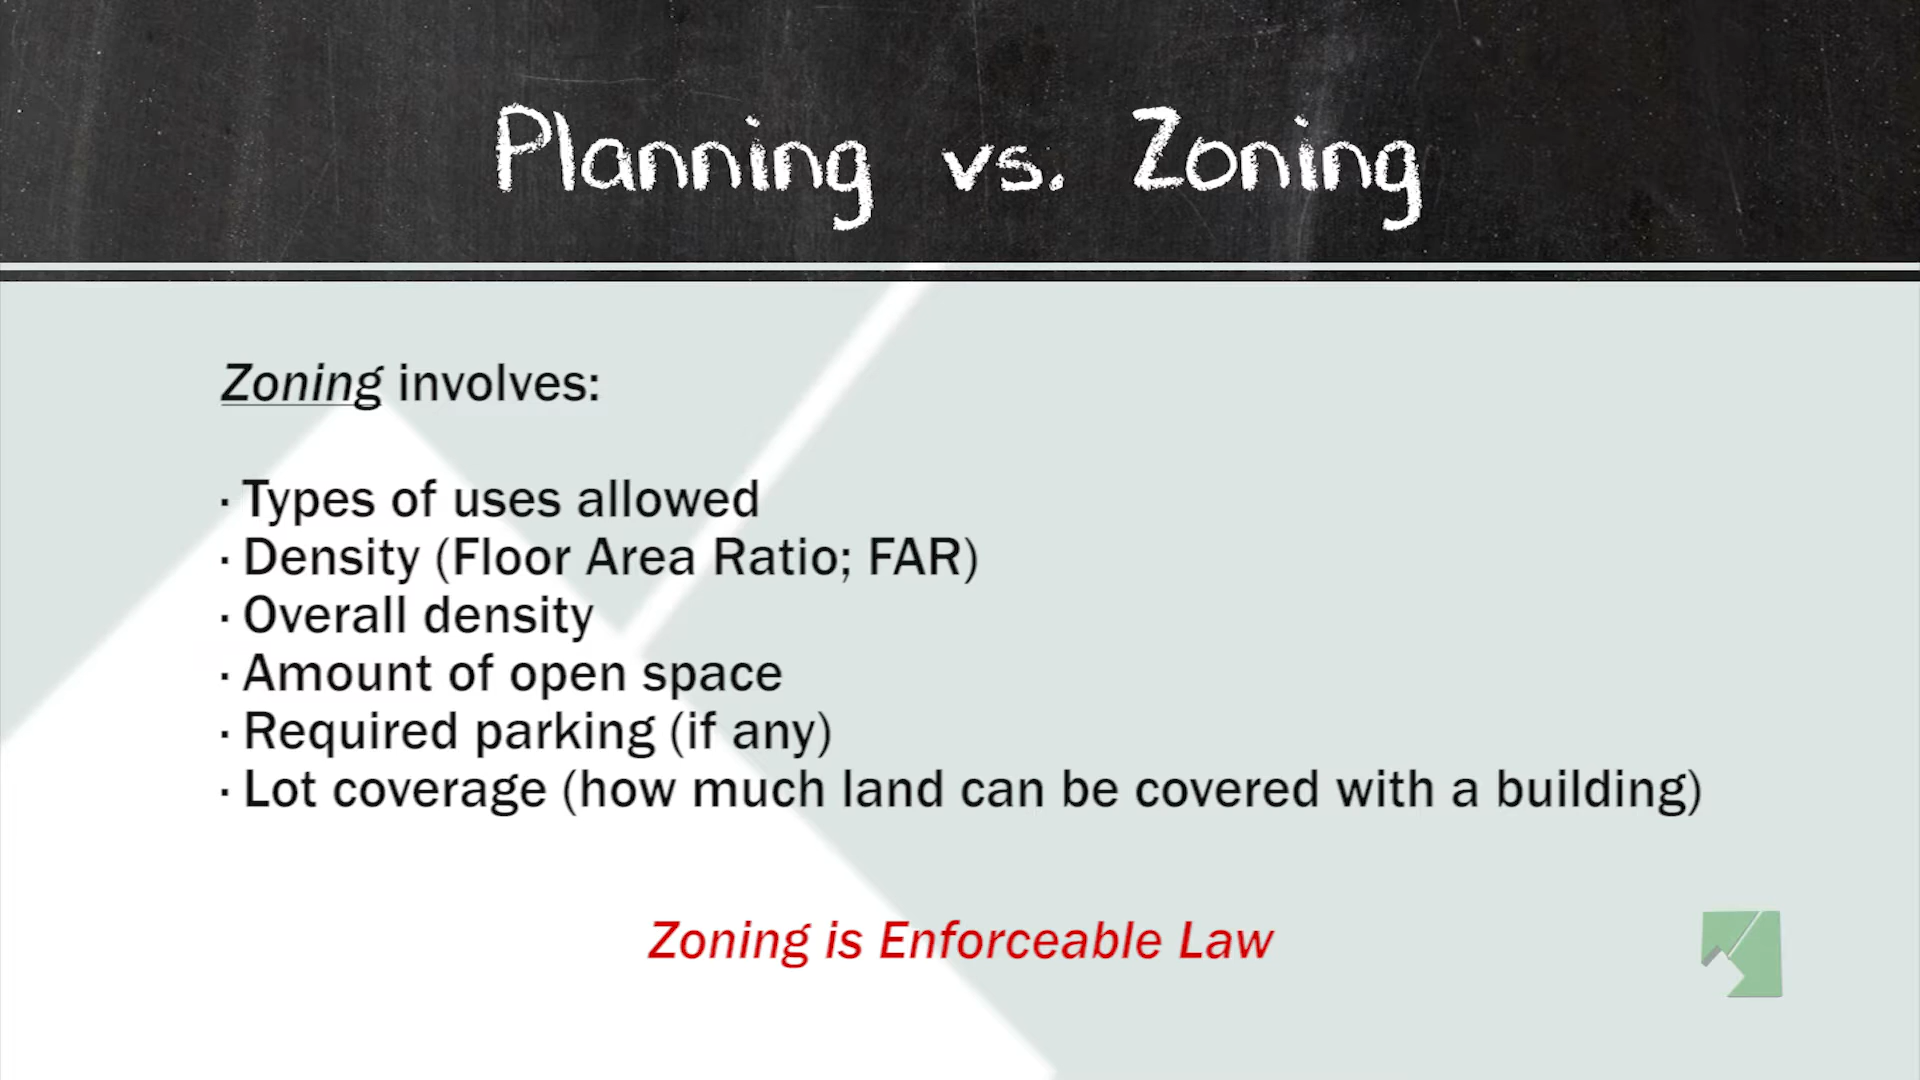 Planning vs. Zoning
Zoning involves:
· Types of uses allowed
· Density (Floor Area Ratio; FAR)
· Overall density
· Amount of open space
· Required parking (if any)
· Lot coverage (how much land can be covered with a building)
Zoning is Enforceable Law